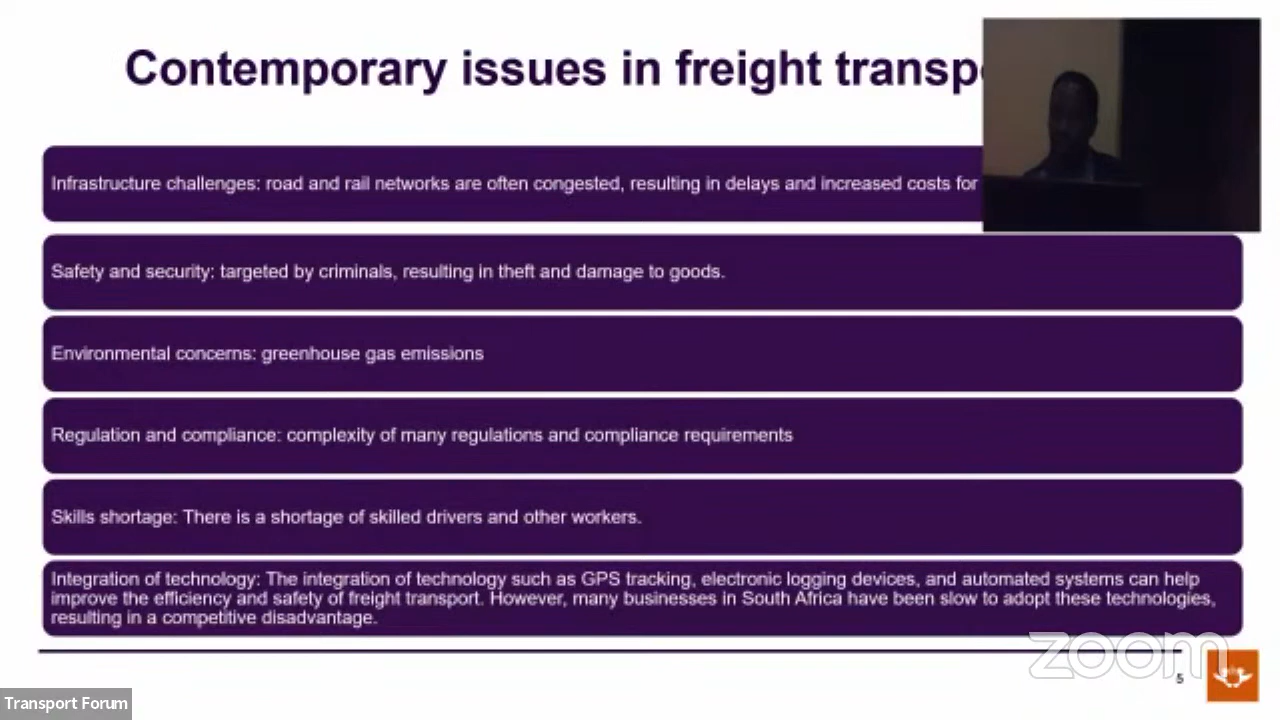 Contemporary issues in freight
Infrastructure challenges: road and rail networks are often congested, resulting in delays and increased costs for
Safety and security: targeted by criminals, resulting in theft and damage to goods.
Environmental concerns: greenhouse gas emissions
Regulation and compliance: complexity of many regulations and compliance requirements
Skills shortage: There is a shortage of skilled drivers and other workers.
Integration of technology: The integration of technology such as GPS tracking, electronic logging devices, and automated systems can help
improve the efficiency and safety of freight transport. However, many businesses in South Africa have been slow to adopt these technologies,
resulting in a competitive disadvantage.
zoom
5
Transport Forum